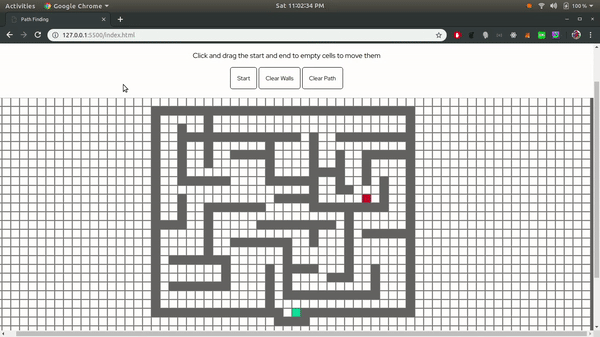 Activities Google Chrome Sat 11:02:34 PM 100 %
Path Finding
127.0.0.1:5500/index.html
Click and drag the start and end to empty cells to move them
Start Clear Walls Clear Path